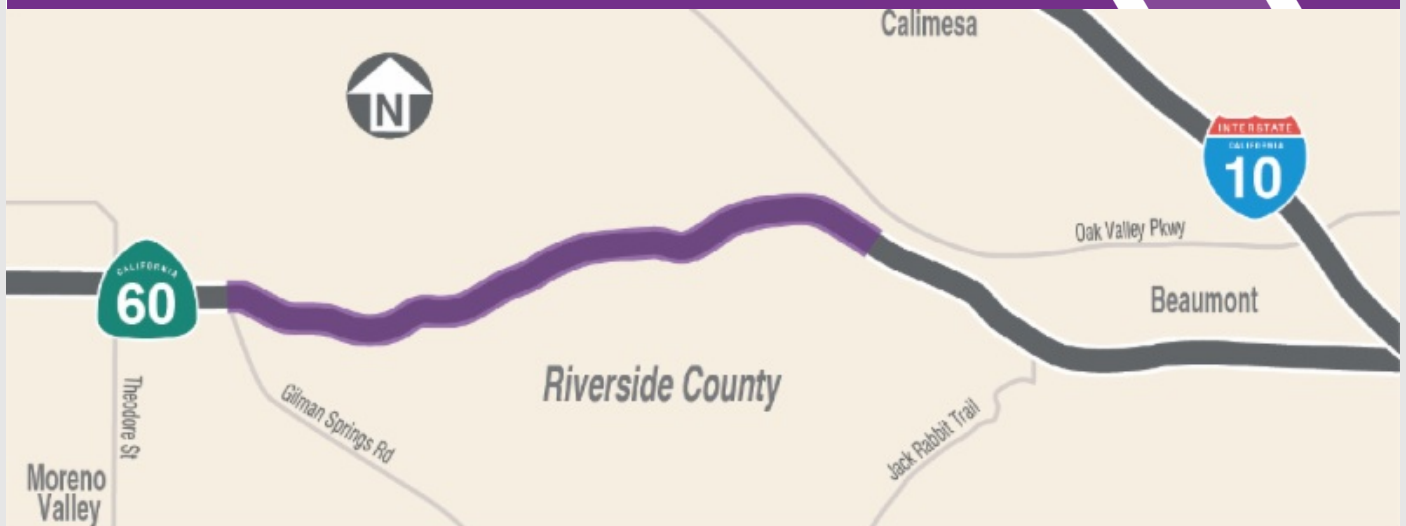 Calimesa
N
INTERSTATE
CALIFORNIA
10
Oak Valley Pkwy
CALIFORNIA
60
Beaumont
Riverside County
Theodore St
Gilman Springs Rd
Jack Rabbit Trail
Moreno
Valley